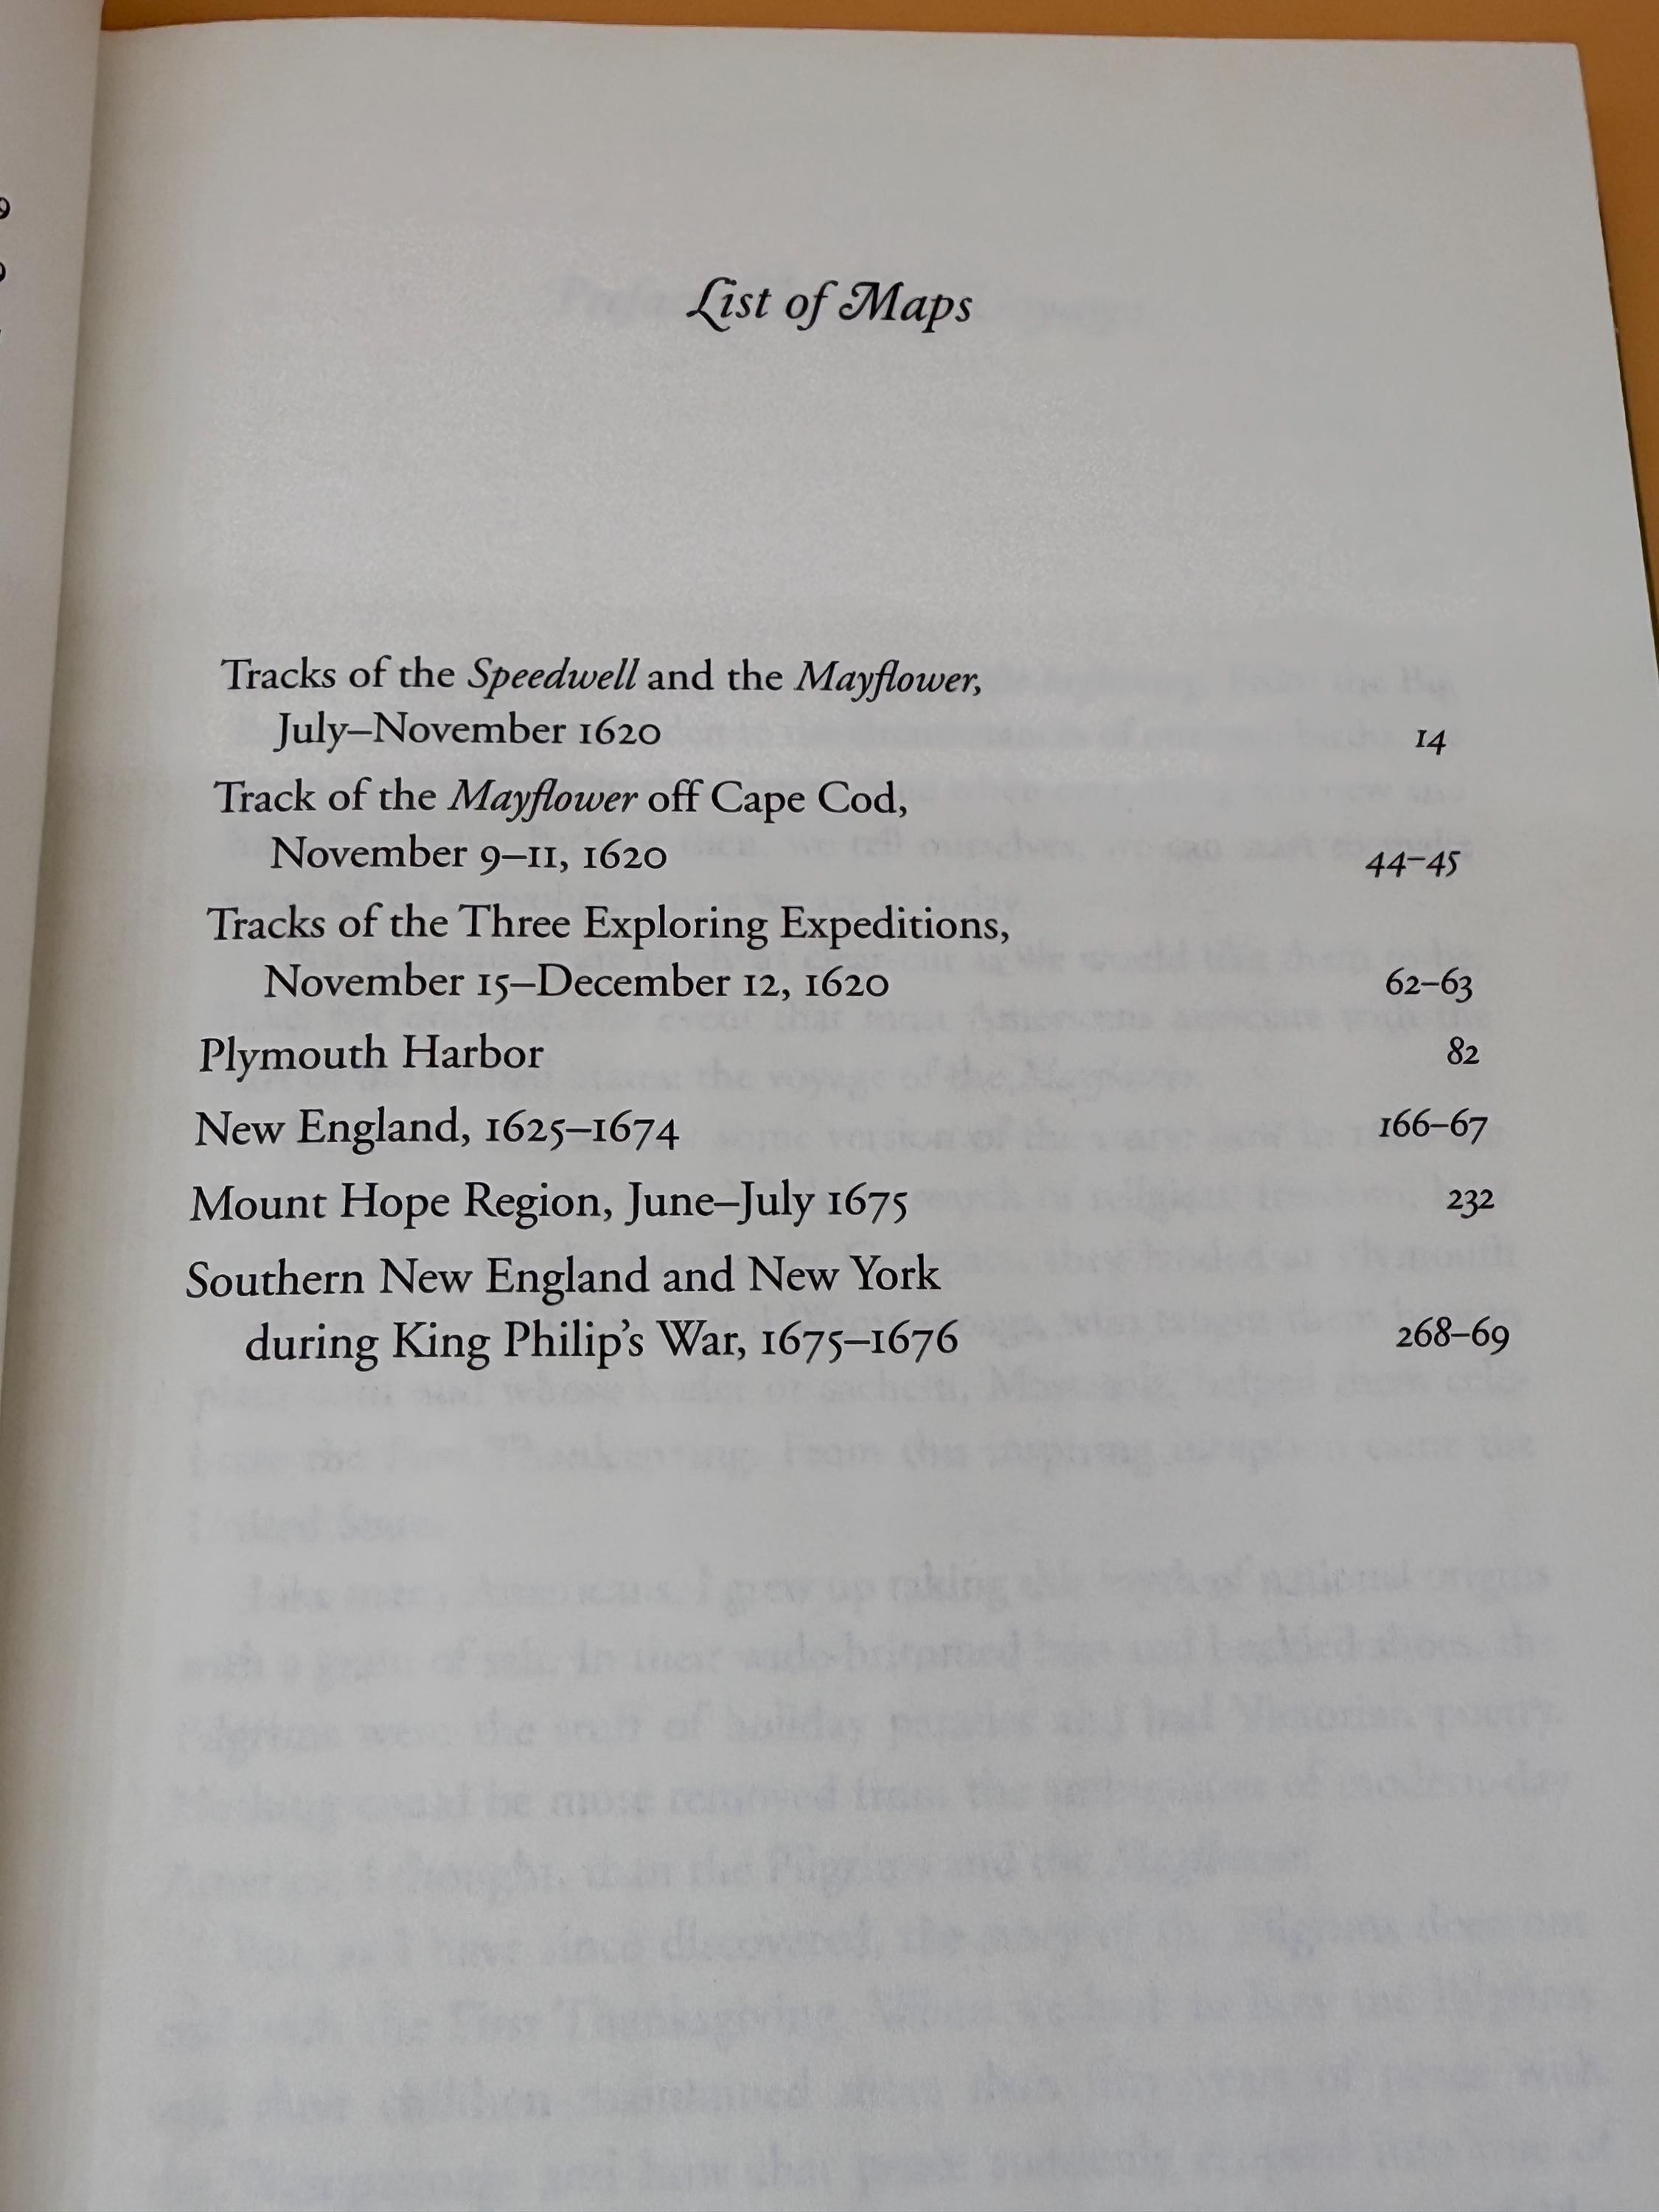 List of Maps
Tracks of the Speedwell and the Mayflower,
July–November 1620 14
Track of the Mayflower off Cape Cod,
November 9–11, 1620 44–45
Tracks of the Three Exploring Expeditions,
November 15–December 12, 1620 62–63
Plymouth Harbor 82
New England, 1625–1674 166–67
Mount Hope Region, June–July 1675 232
Southern New England and New York
during King Philip's War, 1675–1676 268–69